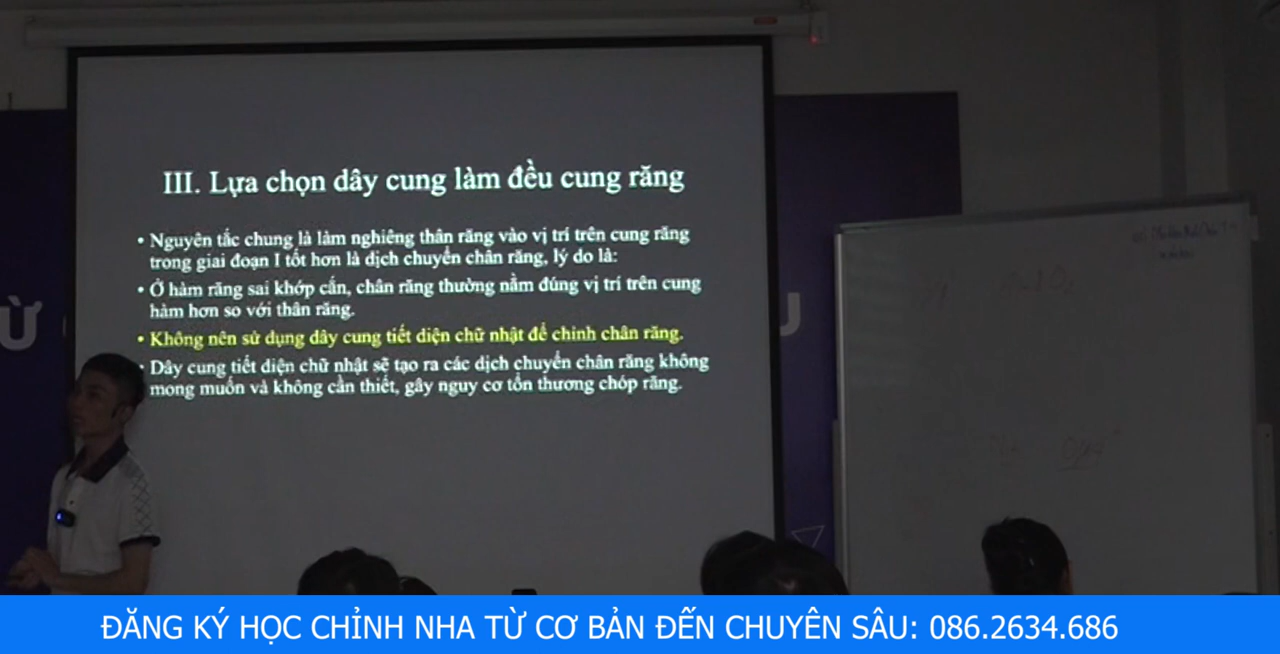 III. Lựa chọn dây cung làm đều cung răng
• Nguyên tắc chung là làm nghiêng thân răng vào vị trí trên cung răng
trong giai đoạn I tốt hơn là dịch chuyển chân răng, lý do là:
• Ở hàm răng sai khớp cắn, chân răng thường nằm đúng vị trí trên cung
hàm hơn so với thân răng.
• Không nên sử dụng dây cung tiết diện chữ nhật để chỉnh chân răng.
• Dây cung tiết diện chữ nhật sẽ tạo ra các dịch chuyển chân răng không
mong muốn và không cần thiết, gây nguy cơ tổn thương chóp răng.
Ừ
U
ĐĂNG KÝ HỌC CHỈNH NHA TỪ CƠ BẢN ĐẾN CHUYÊN SÂU: 086.2634.686